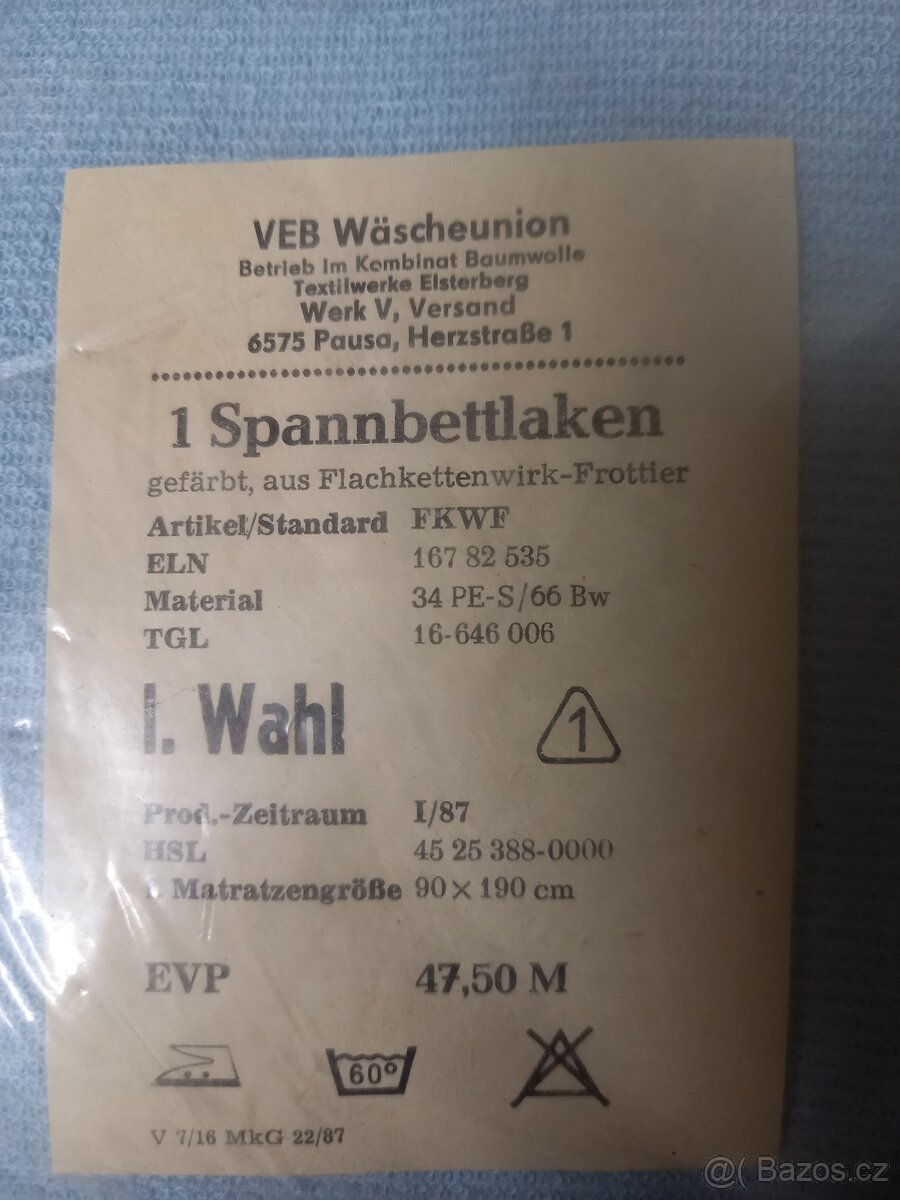 VEB Wäscheunion
Betrieb im Kombinat Baumwolle
Textilwerke Elsterberg
Werk V, Versand
6575 Pausa, Herzstraße 1
1 Spannbettlaken
gefärbt, aus Flachkettenwirk-Frottier
Artikel/Standard FKWF
ELN 167 82 535
Material 34 PE-S/66 Bw
TGL 16-646 006
I. Wahl 1
Prod.-Zeitraum I/87
HSL 45 25 388-0000
Matratzengröße 90 × 190 cm
EVP 47,50 M
60°
V 7/16 MkG 22/87
@( Bazos.cz